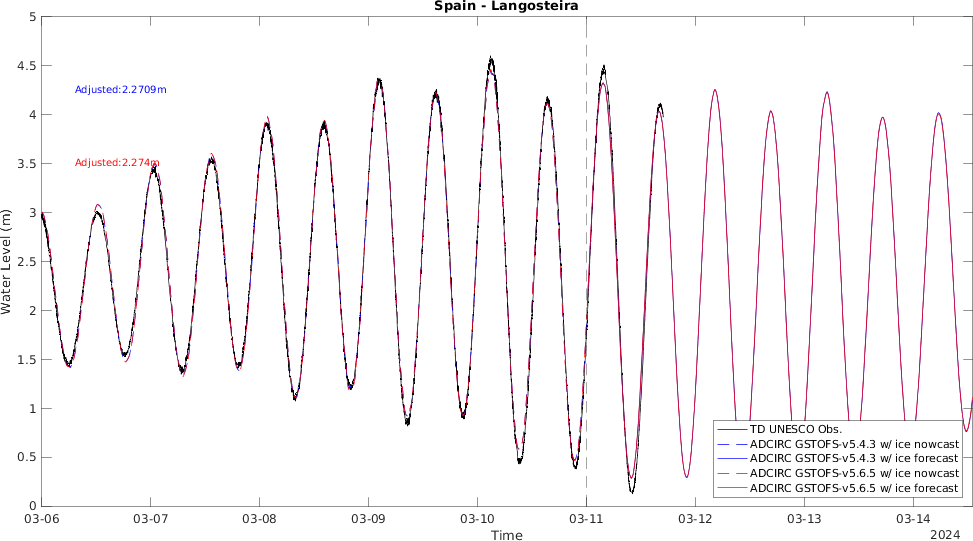 Spain - Langosteira
5
4.5
4
3.5
3
2.5
2
1.5
1
0.5
0
Water Level (m)
Adjusted:2.2709m
Adjusted:2.274m
TD UNESCO Obs.
ADCIRC GSTOFS-v5.4.3 w/ ice nowcast
ADCIRC GSTOFS-v5.4.3 w/ ice forecast
ADCIRC GSTOFS-v5.6.5 w/ ice nowcast
ADCIRC GSTOFS-v5.6.5 w/ ice forecast
03-06 03-07 03-08 03-09 03-10 03-11 03-12 03-13 03-14
Time
2024